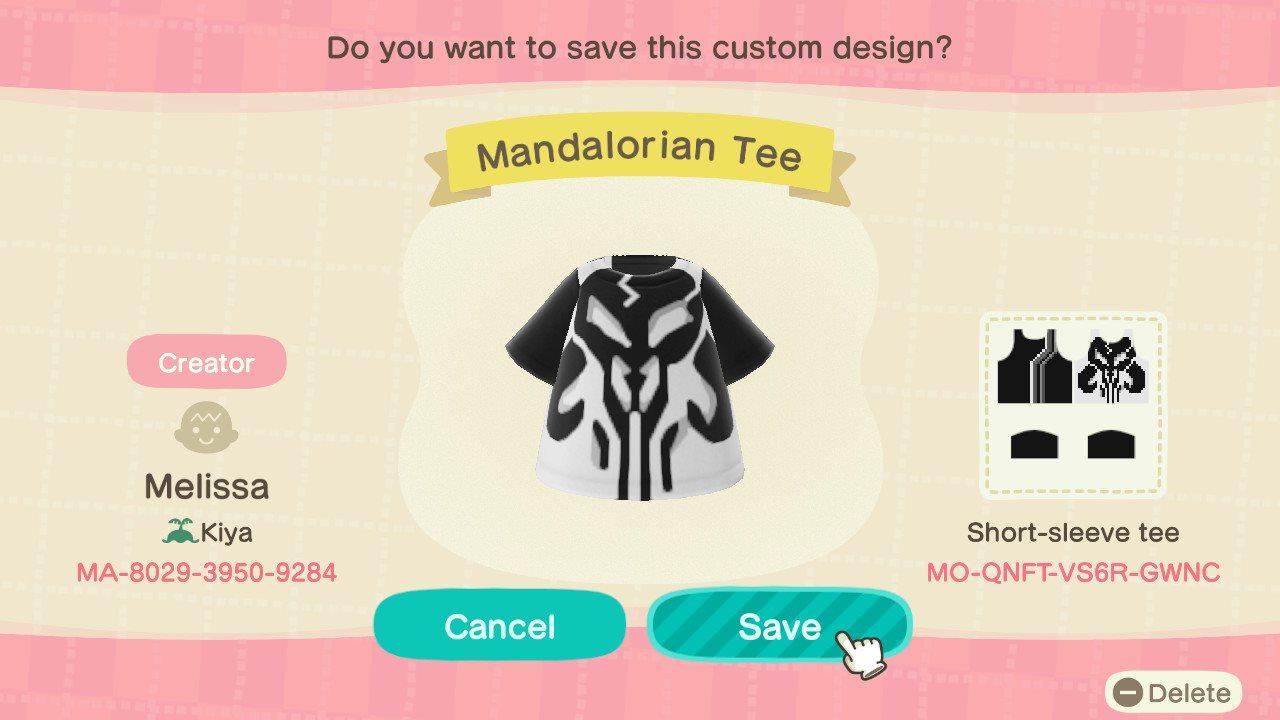 Do you want to save this custom design?
Mandalorian Tee
Creator
Melissa
Kiya
MA-8029-3950-9284
Short-sleeve tee
MO-QNFT-VS6R-GWNC
Cancel
Save
Delete